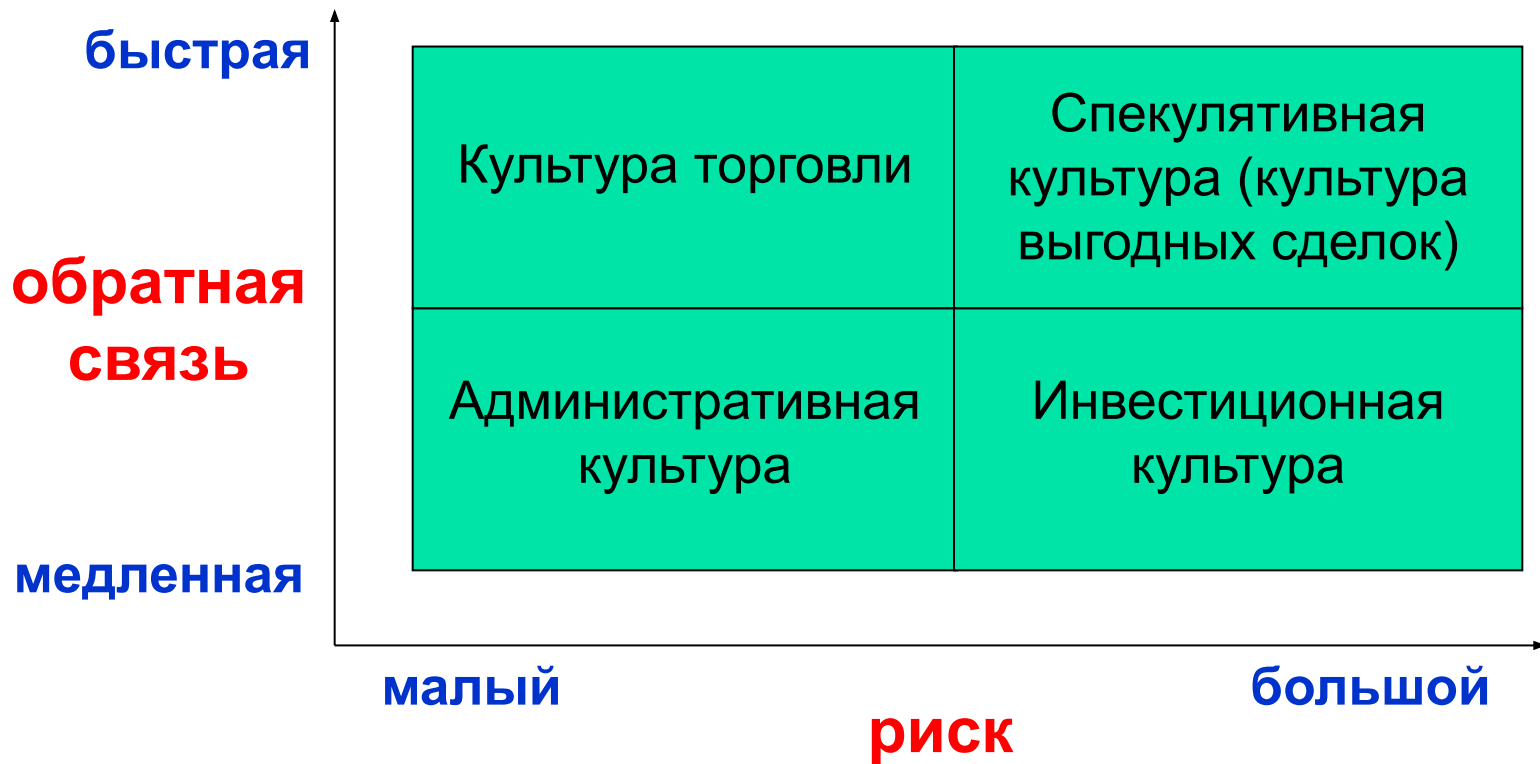 быстрая
Культура торговли
Спекулятивная
культура (культура
выгодных сделок)
обратная
связь
Административная
культура
Инвестиционная
культура
медленная
малый
большой
риск